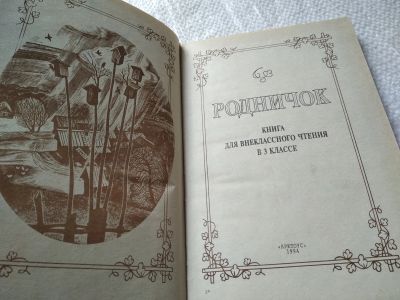 РОДНИЧОК
КНИГА
ДЛЯ ВНЕКЛАССНОГО ЧТЕНИЯ
В 3 КЛАССЕ
1994